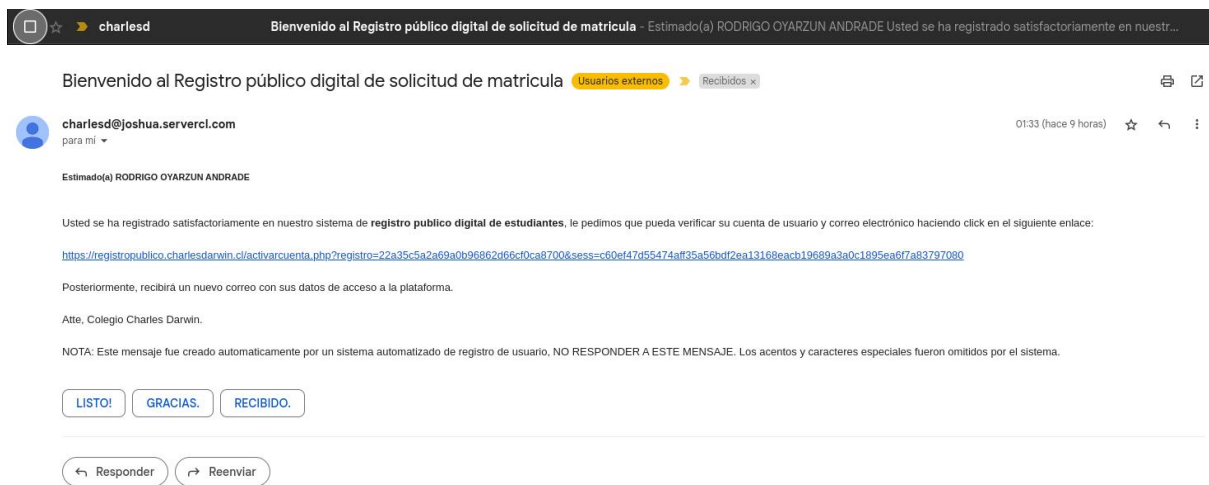 charlesd Bienvenido al Registro público digital de solicitud de matricula - Estimado(a) RODRIGO OYARZUN ANDRADE Usted se ha registrado satisfactoriamente en nuestr...
Bienvenido al Registro público digital de solicitud de matricula Usuarios externos Recibidos x
charlesd@joshua.servercl.com 01:33 (hace 9 horas)
para mí
Estimado(a) RODRIGO OYARZUN ANDRADE
Usted se ha registrado satisfactoriamente en nuestro sistema de registro publico digital de estudiantes, le pedimos que pueda verificar su cuenta de usuario y correo electrónico haciendo click en el siguiente enlace:
https://registropublico.charlesdarwin.cl/activarcuenta.php?registro=22a35c5a2a69a0b96862d66cf0ca8700&sess=c60ef47d55474aff35a56bdf2ea13168eacb19689a3a0c1895ea6f7a83797080
Posteriormente, recibirá un nuevo correo con sus datos de acceso a la plataforma.
Atte, Colegio Charles Darwin.
NOTA: Este mensaje fue creado automaticamente por un sistema automatizado de registro de usuario, NO RESPONDER A ESTE MENSAJE. Los acentos y caracteres especiales fueron omitidos por el sistema.
LISTO! GRACIAS. RECIBIDO.
Responder Reenviar